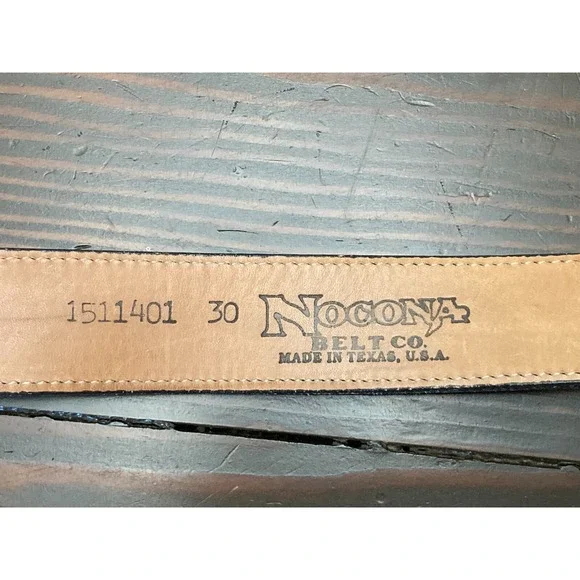 1511401 30 NOCONA
BELT CO.
MADE IN TEXAS, U.S.A.